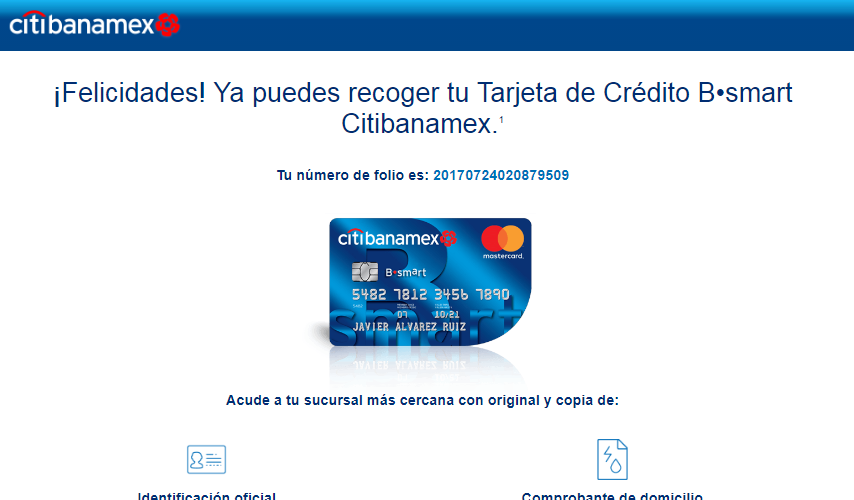 citibanamex
¡Felicidades! Ya puedes recoger tu Tarjeta de Crédito B•smart
Citibanamex.¹
Tu número de folio es: 20170724020879509
citibanamex
mastercard.
B•smart
5482 7812 3456 7890
07 10/21
smart
JAVIER ALVAREZ RUIZ
Acude a tu sucursal más cercana con original y copia de:
Identificación oficial
Comprobante de domicilio